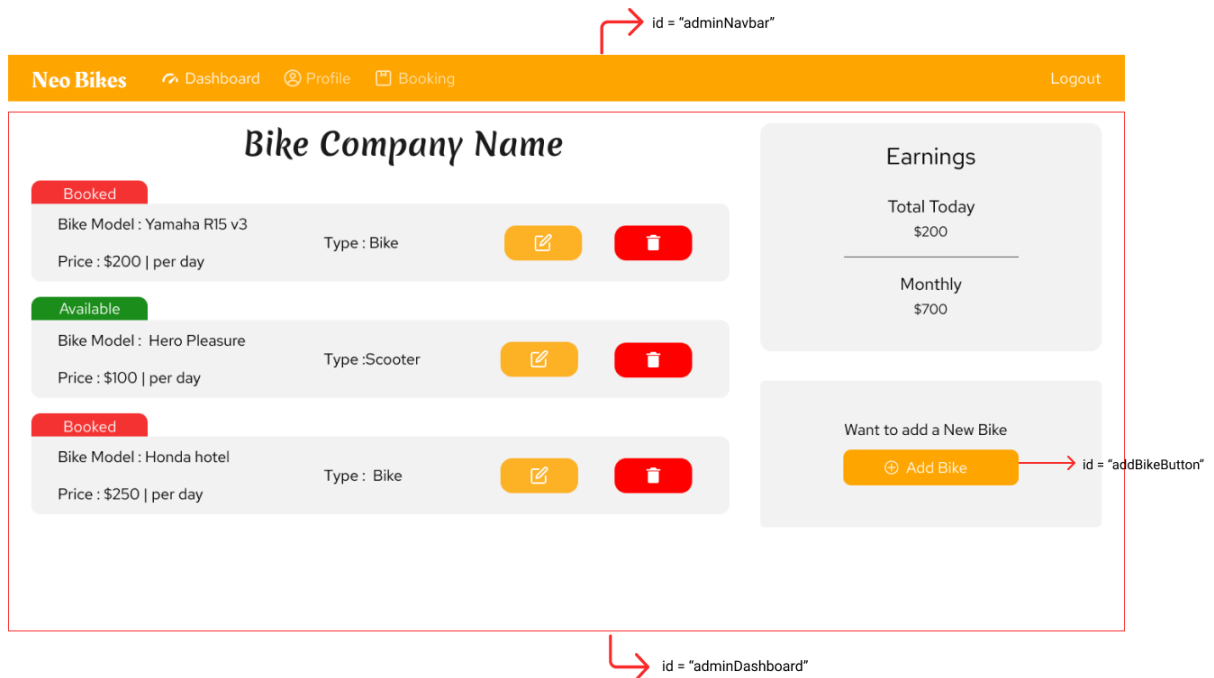 id = “adminNavbar”
Neo Bikes Dashboard Profile Booking Logout
Bike Company Name
Booked
Bike Model : Yamaha R15 v3
Type : Bike
Price : $200 | per day
Available
Bike Model :  Hero Pleasure
Type :Scooter
Price : $100 | per day
Booked
Bike Model : Honda hotel
Type :  Bike
Price : $250 | per day
Earnings
Total Today
$200
Monthly
$700
Want to add a New Bike
Add Bike
id = “addBikeButton”
id = “adminDashboard”